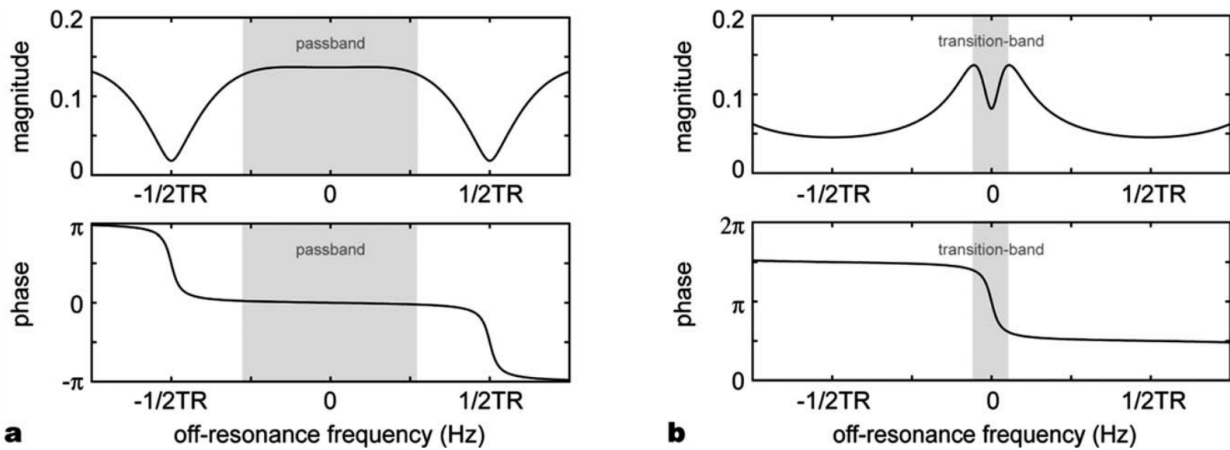 0.2
passband
magnitude
0.1
0
-1/2TR 0 1/2TR
π
passband
phase
0
-π
-1/2TR 0 1/2TR
a off-resonance frequency (Hz)
0.2
transition-band
magnitude
0.1
0
-1/2TR 0 1/2TR
2π
transition-band
phase
π
0
-1/2TR 0 1/2TR
b off-resonance frequency (Hz)